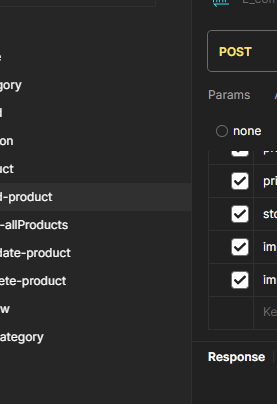 POST
egory
Params
none
ion
uct
pri
d-product
sto
-allProducts
im
date-product
ete-product
im
Ke
w
ategory
Response